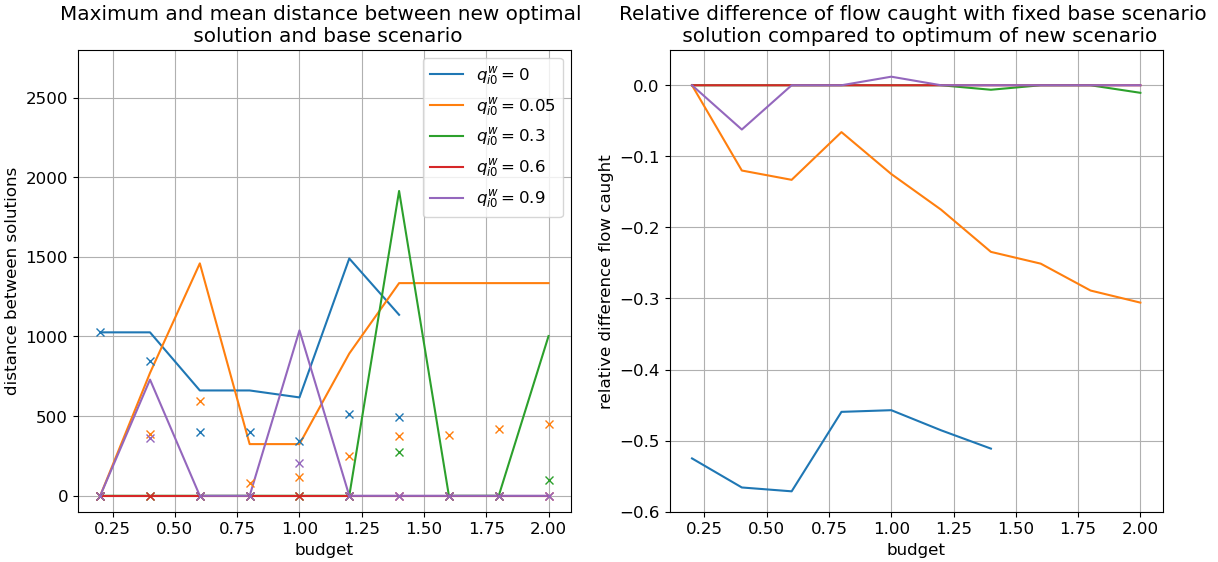 Maximum and mean distance between new optimal
solution and base scenario
distance between solutions
2500
2000
1500
1000
500
0
0.25 0.50 0.75 1.00 1.25 1.50 1.75 2.00
budget
q_{i0}^w = 0
q_{i0}^w = 0.05
q_{i0}^w = 0.3
q_{i0}^w = 0.6
q_{i0}^w = 0.9
Relative difference of flow caught with fixed base scenario
solution compared to optimum of new scenario
relative difference flow caught
0.0
−0.1
−0.2
−0.3
−0.4
−0.5
−0.6
0.25 0.50 0.75 1.00 1.25 1.50 1.75 2.00
budget